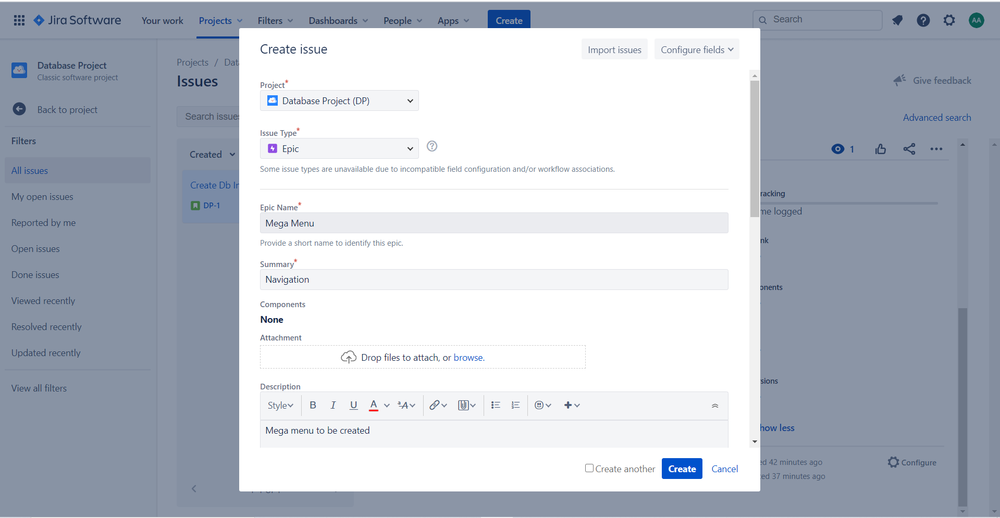 Jira Software
Your work
Projects
Filters
Dashboards
People
Apps
Create
Search
AA
Database Project
Classic software project
Back to project
Filters
All issues
My open issues
Reported by me
Open issues
Done issues
Viewed recently
Resolved recently
Updated recently
View all filters
Projects /
Issues
Search issues
Created
Create Db
DP-1
Create issue
Import issues
Configure fields
Project*
Database Project (DP)
Issue Type*
Epic
Some issue types are unavailable due to incompatible field configuration and/or workflow associations.
Epic Name*
Mega Menu
Provide a short name to identify this epic.
Summary*
Navigation
Components
None
Attachment
Drop files to attach, or browse.
Description
Style
B I U A ªA
Mega menu to be created
Create another
Create
Cancel
Give feedback
Advanced search
1
racking
me logged
nk
onents
sions
how less
ed 42 minutes ago
ted 37 minutes ago
Configure